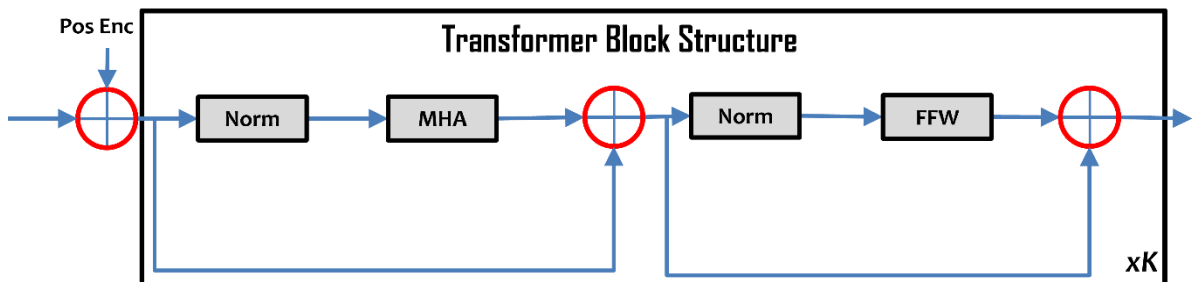 Pos Enc
Transformer Block Structure
Norm
MHA
Norm
FFW
xK